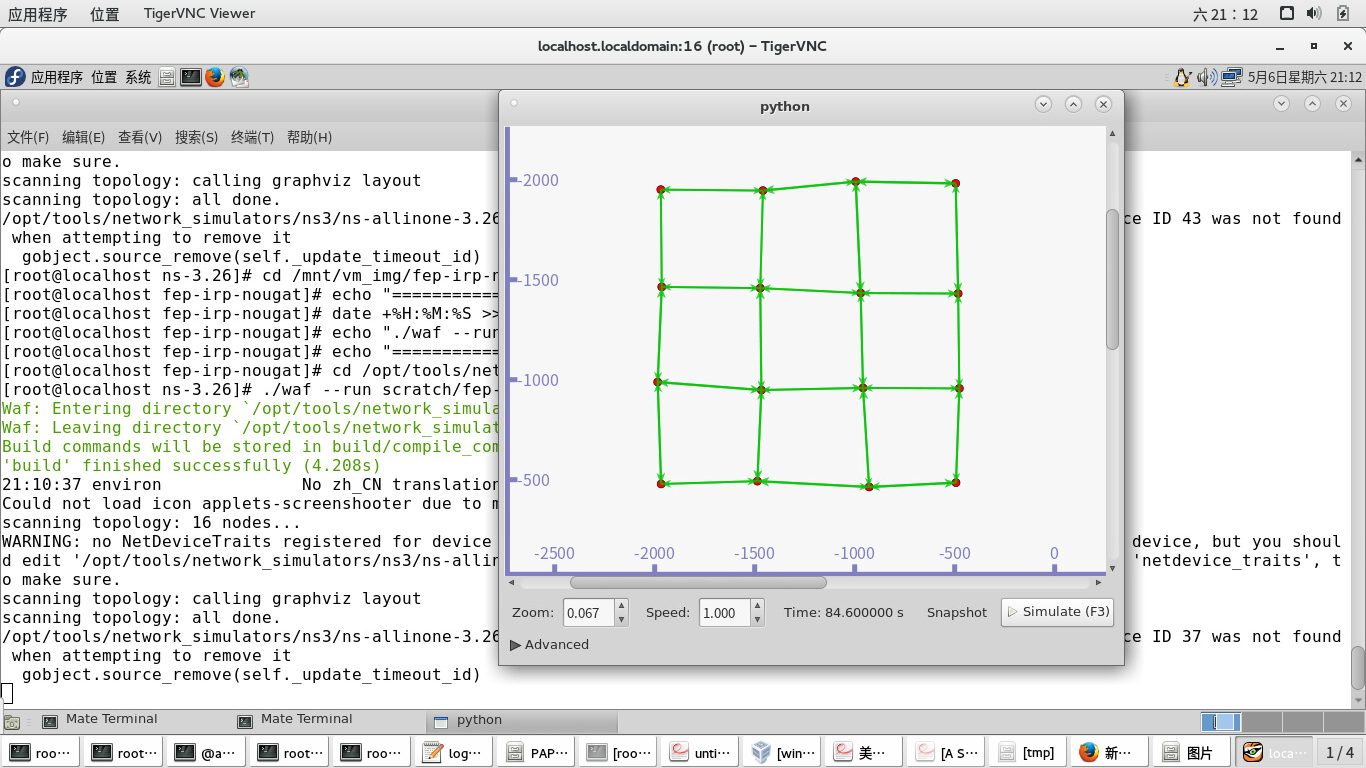 应用程序 位置 TigerVNC Viewer 六 21：12
localhost.localdomain:16 (root) – TigerVNC
应用程序 位置 系统 5月6日星期六 21:12
文件(F) 编辑(E) 查看(V) 搜索(S) 终端(T) 帮助(H)
o make sure.
scanning topology: calling graphviz layout
scanning topology: all done.
/opt/tools/network_simulators/ns3/ns-allinone-3.26 ce ID 43 was not found
when attempting to remove it
gobject.source_remove(self._update_timeout_id)
[root@localhost ns-3.26]# cd /mnt/vm_img/fep-irp-n
[root@localhost fep-irp-nougat]# echo "===========
[root@localhost fep-irp-nougat]# date +%H:%M:%S >>
[root@localhost fep-irp-nougat]# echo "./waf --run
[root@localhost fep-irp-nougat]# echo "===========
[root@localhost fep-irp-nougat]# cd /opt/tools/net
[root@localhost ns-3.26]# ./waf --run scratch/fep-
Waf: Entering directory `/opt/tools/network_simula
Waf: Leaving directory `/opt/tools/network_simulat
Build commands will be stored in build/compile_com
'build' finished successfully (4.208s)
21:10:37 environ No zh_CN translation
Could not load icon applets-screenshooter due to m
scanning topology: 16 nodes...
WARNING: no NetDeviceTraits registered for device device, but you shoul
d edit '/opt/tools/network_simulators/ns3/ns-allin 'netdevice_traits', t
o make sure.
scanning topology: calling graphviz layout
scanning topology: all done.
/opt/tools/network_simulators/ns3/ns-allinone-3.26 ce ID 37 was not found
when attempting to remove it
gobject.source_remove(self._update_timeout_id)
python
-2000
-1500
-1000
-500
-2500 -2000 -1500 -1000 -500 0
Zoom: 0.067 Speed: 1.000 Time: 84.600000 s Snapshot Simulate (F3)
Advanced
Mate Terminal Mate Terminal python
roo… root… @a… root… roo… log… PAP… [roo… unti… [win… 美… [A S… [tmp] 新… 图片 loca… 1 / 4